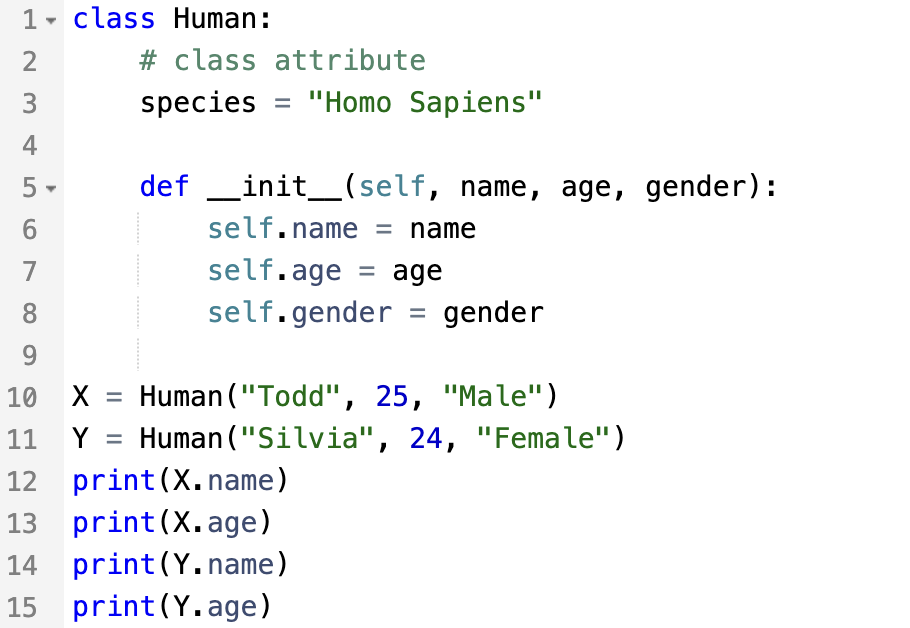 1 class Human:
2     # class attribute
3     species = "Homo Sapiens"
4
5     def __init__(self, name, age, gender):
6         self.name = name
7         self.age = age
8         self.gender = gender
9
10 X = Human("Todd", 25, "Male")
11 Y = Human("Silvia", 24, "Female")
12 print(X.name)
13 print(X.age)
14 print(Y.name)
15 print(Y.age)